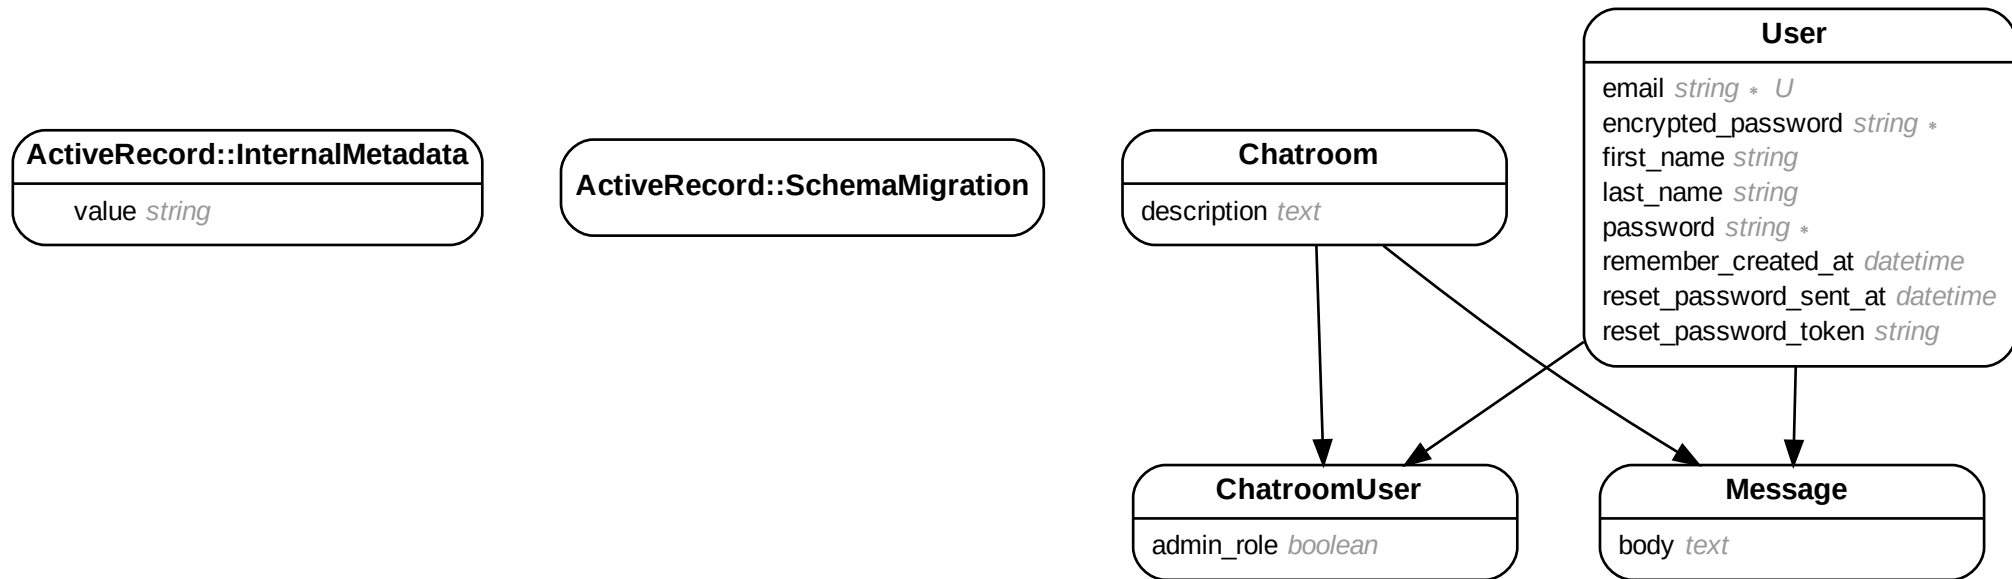 ActiveRecord::InternalMetadata
value string
ActiveRecord::SchemaMigration
Chatroom
description text
User
email string * U
encrypted_password string *
first_name string
last_name string
password string *
remember_created_at datetime
reset_password_sent_at datetime
reset_password_token string
ChatroomUser
admin_role boolean
Message
body text